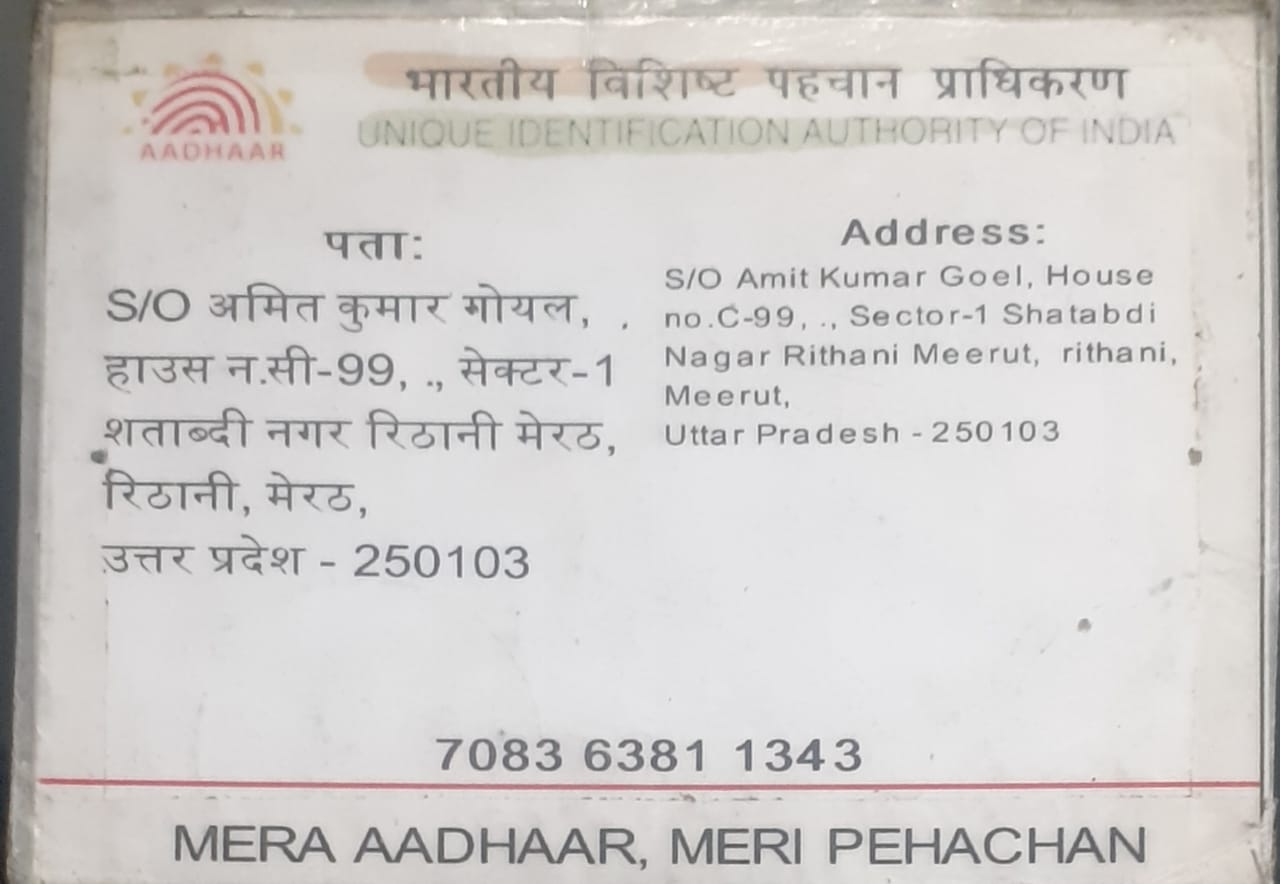 भारतीय विशिष्ट पहचान प्राधिकरण
UNIQUE IDENTIFICATION AUTHORITY OF INDIA
AADHAAR
पता:
S/O अमित कुमार गोयल, .
हाउस न.सी-99, ., सेक्टर-1
शताब्दी नगर रिठानी मेरठ,
रिठानी, मेरठ,
उत्तर प्रदेश - 250103
Address:
S/O Amit Kumar Goel, House
no.C-99, ., Sector-1 Shatabdi
Nagar Rithani Meerut, rithani,
Meerut,
Uttar Pradesh - 250103
7083 6381 1343
MERA AADHAAR, MERI PEHACHAN